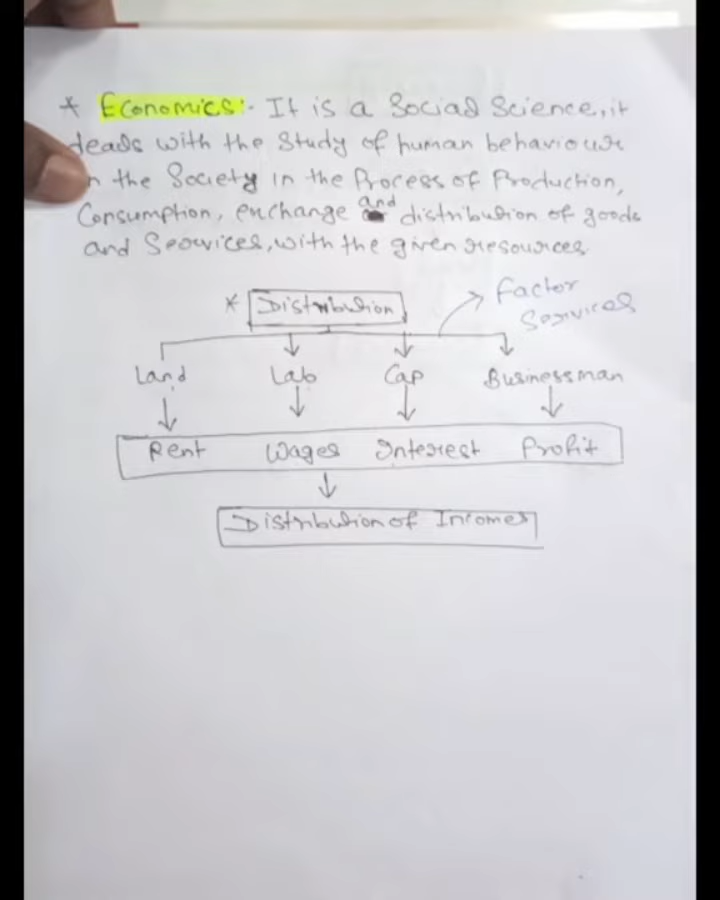 * Economics:- It is a Social Science, it
deals with the Study of human behaviour
in the Society in the Process of Production,
Consumption, exchange and distribution of goods
and Services, with the given resources
* Distribution
Factor
Services
Land Lab Cap Businessman
Rent Wages Interest Profit
Distribution of Incomes